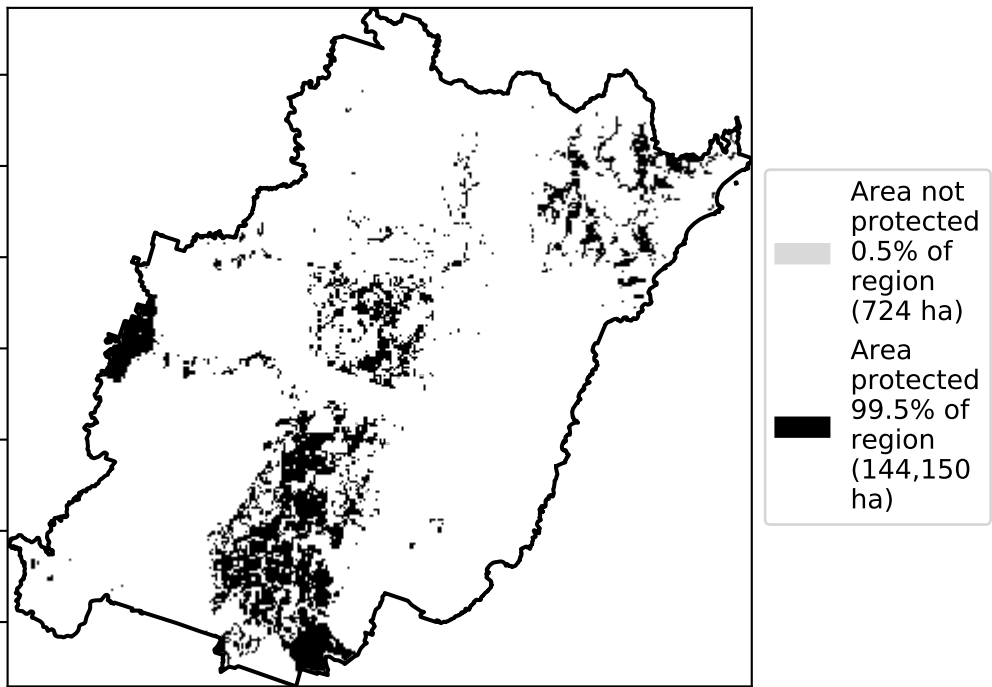 Area not
protected
0.5% of
region
(724 ha)
Area
protected
99.5% of
region
(144,150
ha)